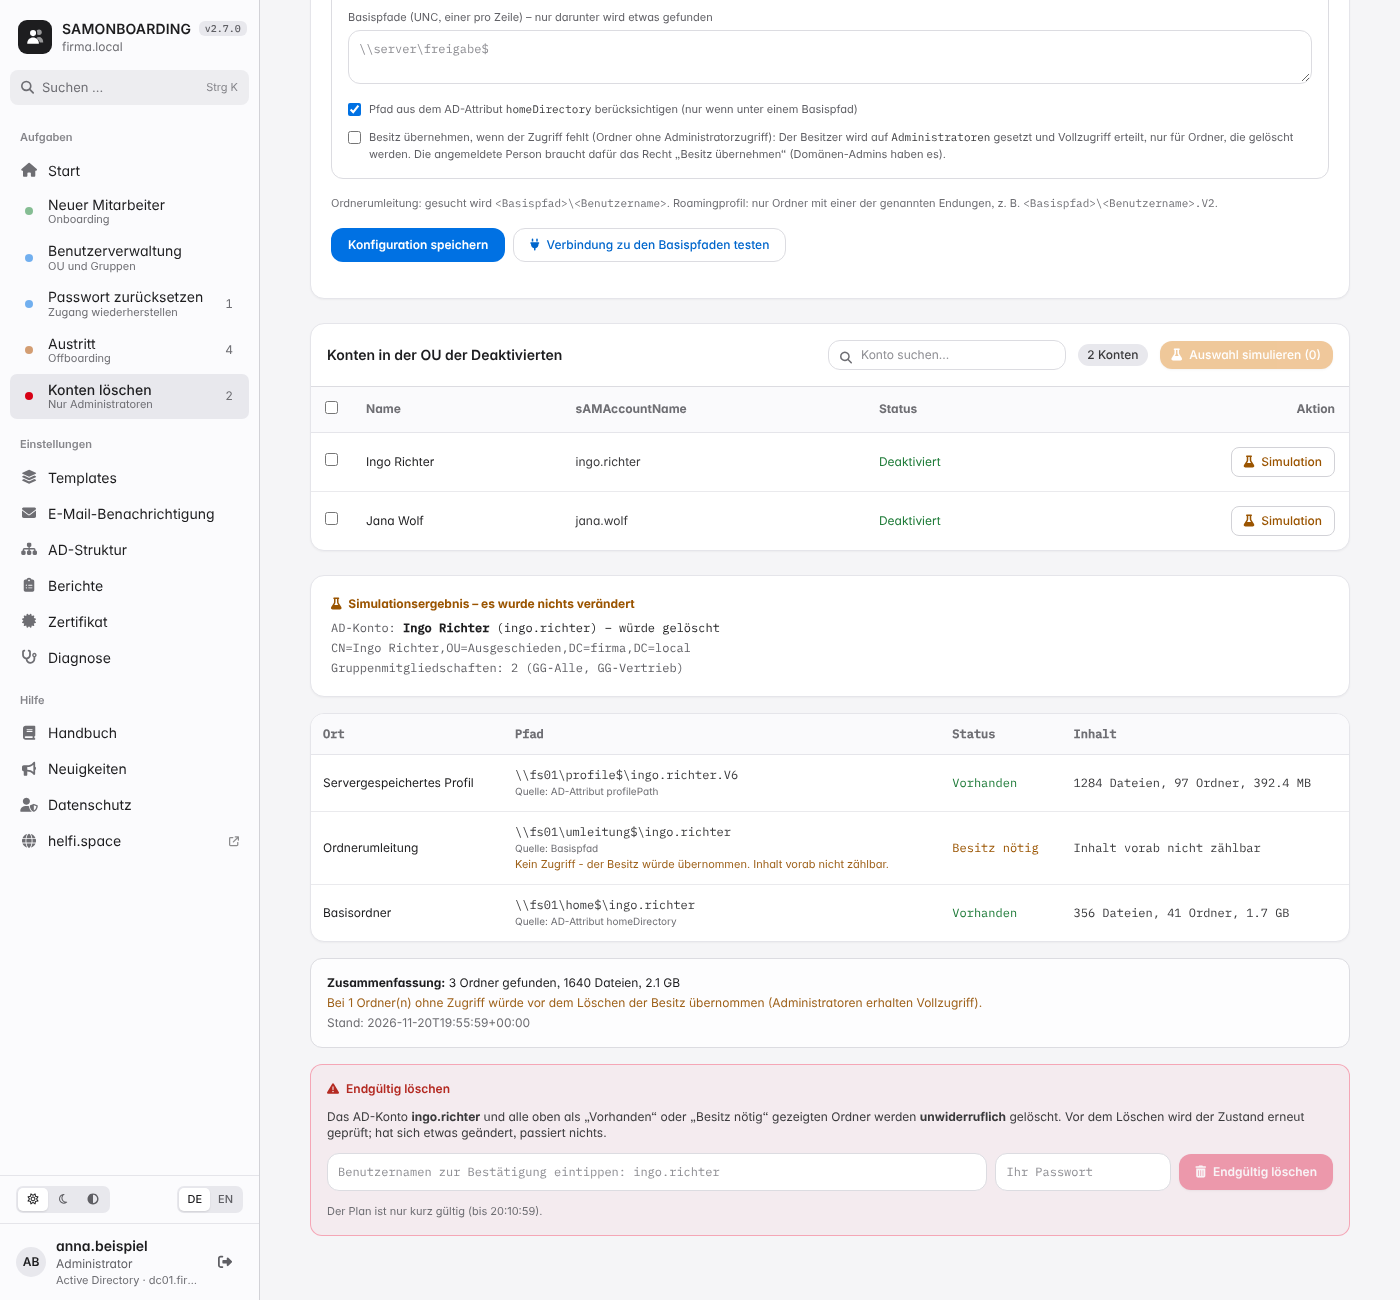 SAMONBOARDING v2.7.0
firma.local
Suchen ... Strg K
Aufgaben
Start
Neuer Mitarbeiter
Onboarding
Benutzerverwaltung
OU und Gruppen
Passwort zurücksetzen 1
Zugang wiederherstellen
Austritt 4
Offboarding
Konten löschen 2
Nur Administratoren
Einstellungen
Templates
E-Mail-Benachrichtigung
AD-Struktur
Berichte
Zertifikat
Diagnose
Hilfe
Handbuch
Neuigkeiten
Datenschutz
helfi.space
DE EN
AB
anna.beispiel
Administrator
Active Directory · dc01.fir...
Basispfade (UNC, einer pro Zeile) – nur darunter wird etwas gefunden
\\server\freigabe$
Pfad aus dem AD-Attribut homeDirectory berücksichtigen (nur wenn unter einem Basispfad)
Besitz übernehmen, wenn der Zugriff fehlt (Ordner ohne Administratorzugriff): Der Besitzer wird auf Administratoren gesetzt und Vollzugriff erteilt, nur für Ordner, die gelöscht
werden. Die angemeldete Person braucht dafür das Recht „Besitz übernehmen“ (Domänen-Admins haben es).
Ordnerumleitung: gesucht wird <Basispfad>\<Benutzername>. Roamingprofil: nur Ordner mit einer der genannten Endungen, z. B. <Basispfad>\<Benutzername>.V2.
Konfiguration speichern Verbindung zu den Basispfaden testen
Konten in der OU der Deaktivierten Konto suchen... 2 Konten Auswahl simulieren (0)
Name sAMAccountName Status Aktion
Ingo Richter ingo.richter Deaktiviert Simulation
Jana Wolf jana.wolf Deaktiviert Simulation
Simulationsergebnis – es wurde nichts verändert
AD-Konto: Ingo Richter (ingo.richter) – würde gelöscht
CN=Ingo Richter,OU=Ausgeschieden,DC=firma,DC=local
Gruppenmitgliedschaften: 2 (GG-Alle, GG-Vertrieb)
Ort Pfad Status Inhalt
Servergespeichertes Profil \\fs01\profile$\ingo.richter.V6 Vorhanden 1284 Dateien, 97 Ordner, 392.4 MB
Quelle: AD-Attribut profilePath
Ordnerumleitung \\fs01\umleitung$\ingo.richter Besitz nötig Inhalt vorab nicht zählbar
Quelle: Basispfad
Kein Zugriff - der Besitz würde übernommen. Inhalt vorab nicht zählbar.
Basisordner \\fs01\home$\ingo.richter Vorhanden 356 Dateien, 41 Ordner, 1.7 GB
Quelle: AD-Attribut homeDirectory
Zusammenfassung: 3 Ordner gefunden, 1640 Dateien, 2.1 GB
Bei 1 Ordner(n) ohne Zugriff würde vor dem Löschen der Besitz übernommen (Administratoren erhalten Vollzugriff).
Stand: 2026-11-20T19:55:59+00:00
Endgültig löschen
Das AD-Konto ingo.richter und alle oben als „Vorhanden“ oder „Besitz nötig“ gezeigten Ordner werden unwiderruflich gelöscht. Vor dem Löschen wird der Zustand erneut
geprüft; hat sich etwas geändert, passiert nichts.
Benutzernamen zur Bestätigung eintippen: ingo.richter Ihr Passwort Endgültig löschen
Der Plan ist nur kurz gültig (bis 20:10:59).